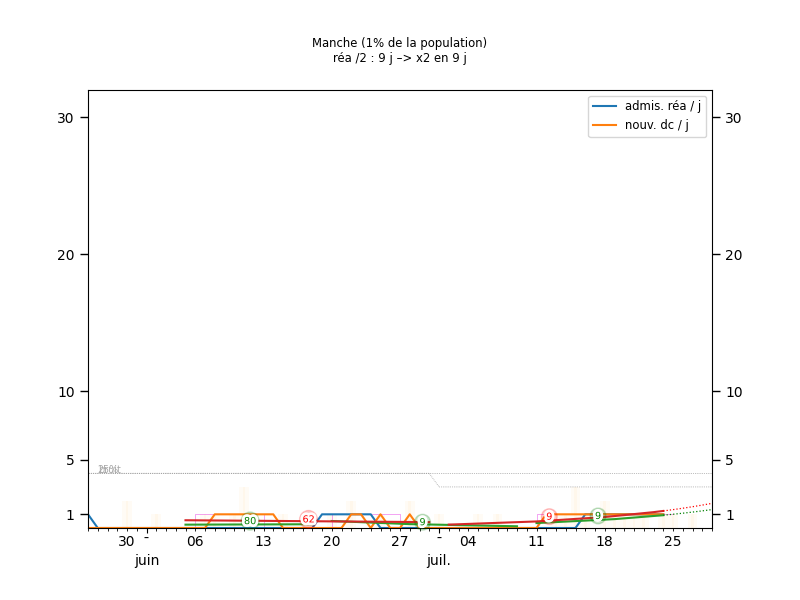 Manche (1% de la population)
réa /2 : 9 j –> x2 en 9 j
admis. réa / j
nouv. dc / j
30 30
20 20
10 10
5 5
1 1
80 62 9 9 9
30 - 06 13 20 27 - 04 11 18 25
juin juil.